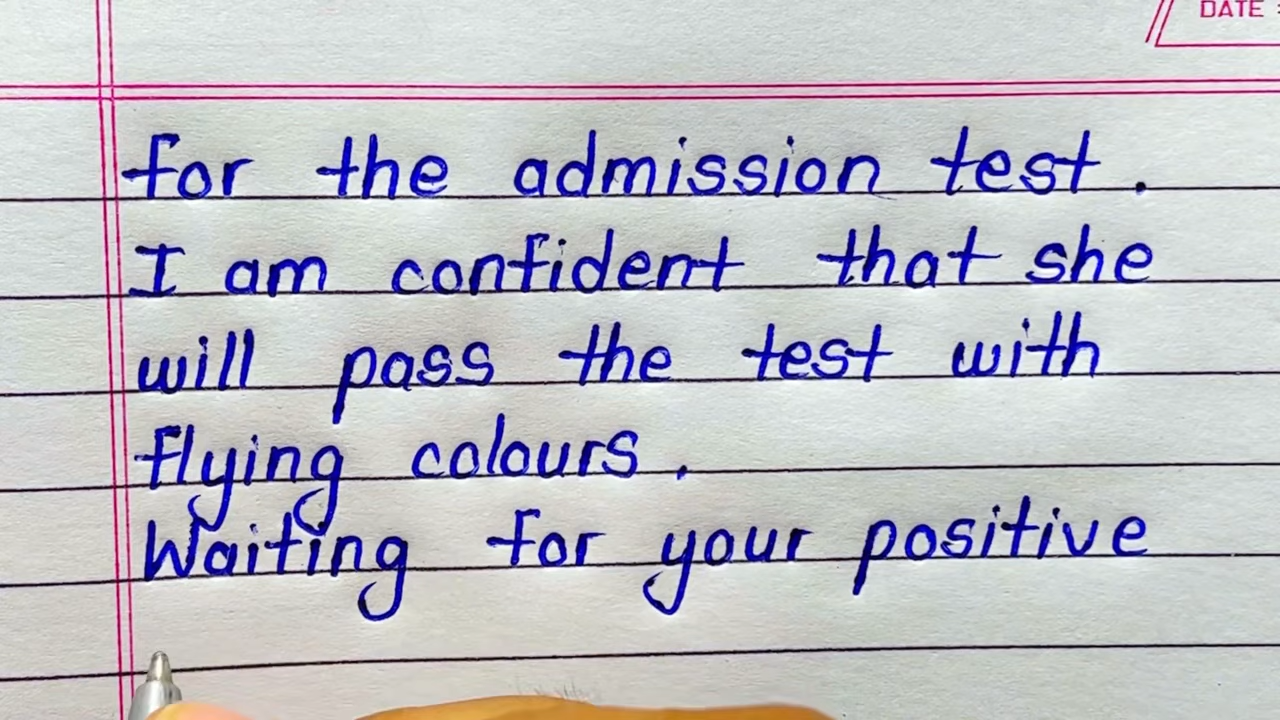 DATE :
for the admission test.
I am confident that she
will pass the test with
flying colours.
Waiting for your positive